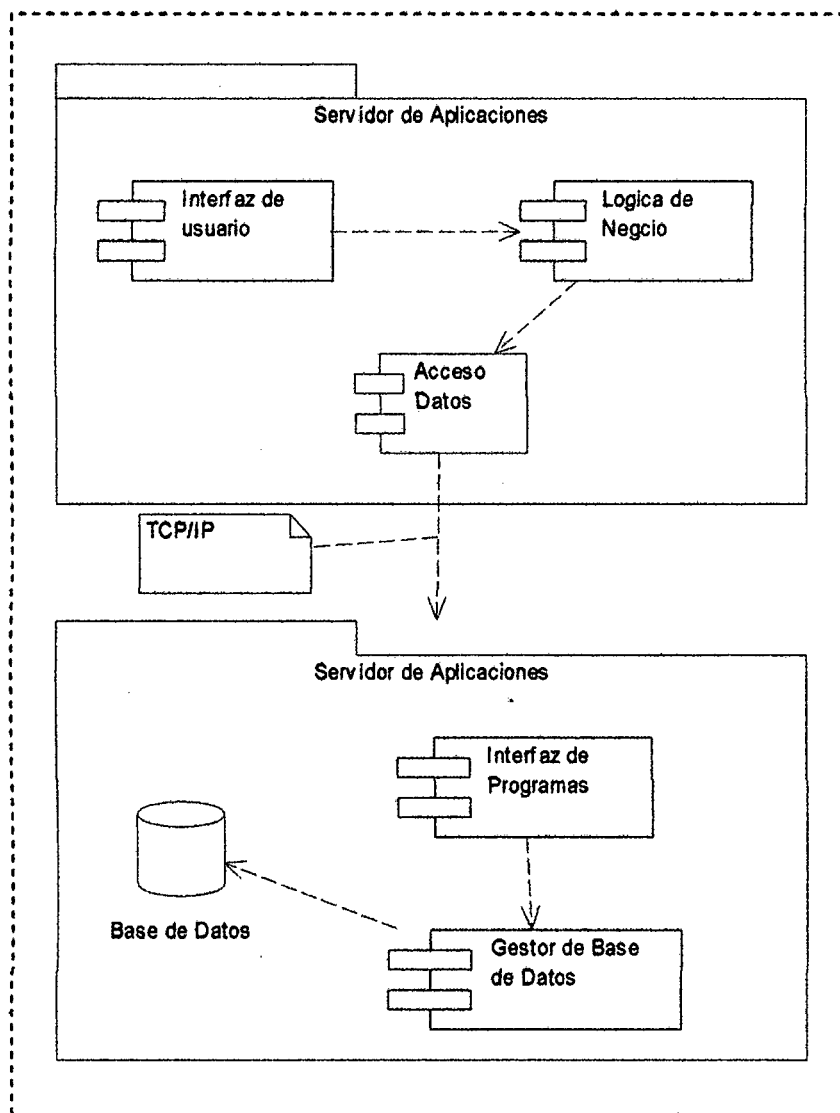 Servidor de Aplicaciones
Interfaz de
usuario
Logica de
Negcio
Acceso
Datos
TCP/IP
Servidor de Aplicaciones
Interfaz de
Programas
Base de Datos
Gestor de Base
de Datos